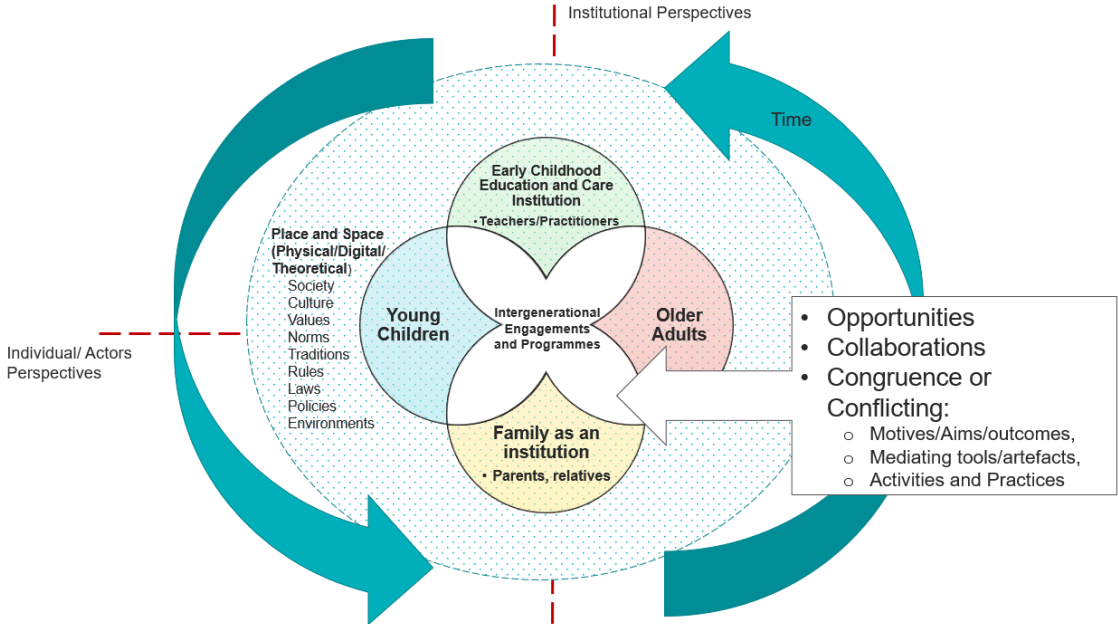 Institutional Perspectives
Time
Early Childhood
Education and Care
Institution
• Teachers/Practitioners
Place and Space
(Physical/Digital/
Theoretical)
Society
Culture
Values
Norms
Traditions
Rules
Laws
Policies
Environments
Young
Children
Intergenerational
Engagements
and Programmes
Older
Adults
Individual/ Actors
Perspectives
Family as an
institution
• Parents, relatives
• Opportunities
• Collaborations
• Congruence or
Conflicting:
o Motives/Aims/outcomes,
o Mediating tools/artefacts,
o Activities and Practices